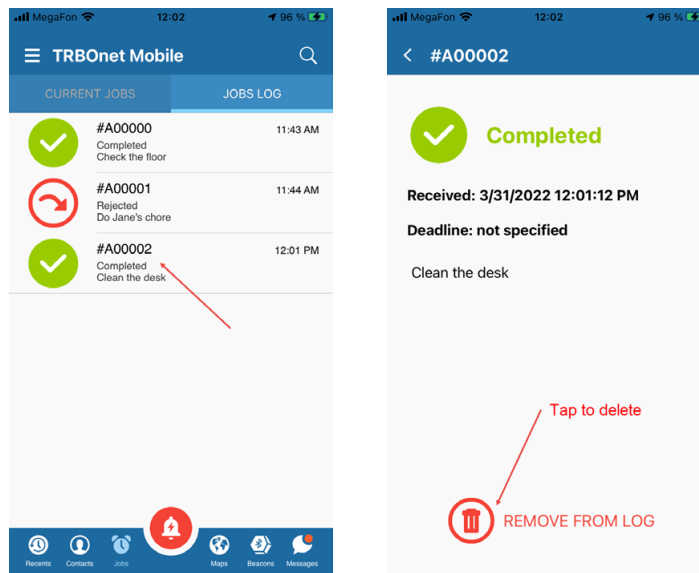 MegaFon 12:02 96 %
TRBOnet Mobile
CURRENT JOBS JOBS LOG
#A00000 11:43 AM
Completed
Check the floor
#A00001 11:44 AM
Rejected
Do Jane's chore
#A00002 12:01 PM
Completed
Clean the desk
Recents Contacts Jobs Maps Beacons Messages
MegaFon 12:02 96 %
#A00002
Completed
Received: 3/31/2022 12:01:12 PM
Deadline: not specified
Clean the desk
Tap to delete
REMOVE FROM LOG